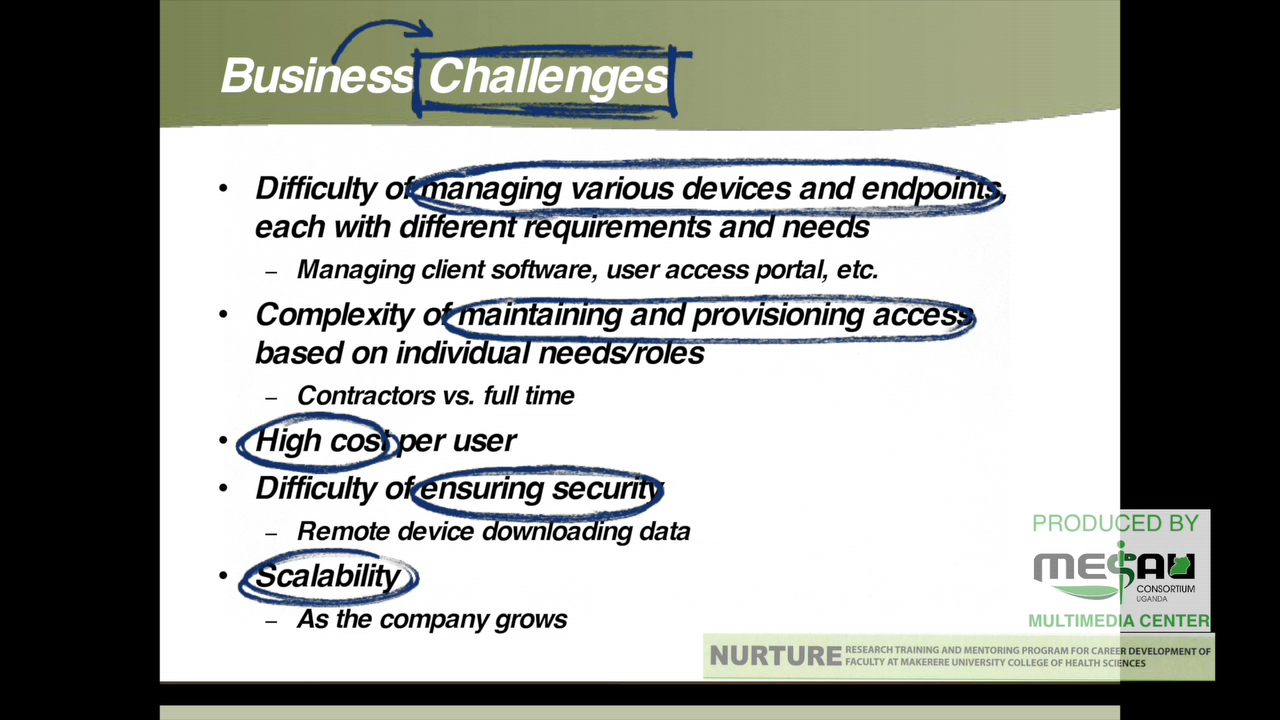 Business Challenges
• Difficulty of managing various devices and endpoints,
each with different requirements and needs
– Managing client software, user access portal, etc.
• Complexity of maintaining and provisioning access
based on individual needs/roles
– Contractors vs. full time
• High cost per user
• Difficulty of ensuring security
– Remote device downloading data
• Scalability
– As the company grows
PRODUCED BY
MESAU
CONSORTIUM
UGANDA
MULTIMEDIA CENTER
NURTURE RESEARCH TRAINING AND MENTORING PROGRAM FOR CAREER DEVELOPMENT OF
FACULTY AT MAKERERE UNIVERSITY COLLEGE OF HEALTH SCIENCES